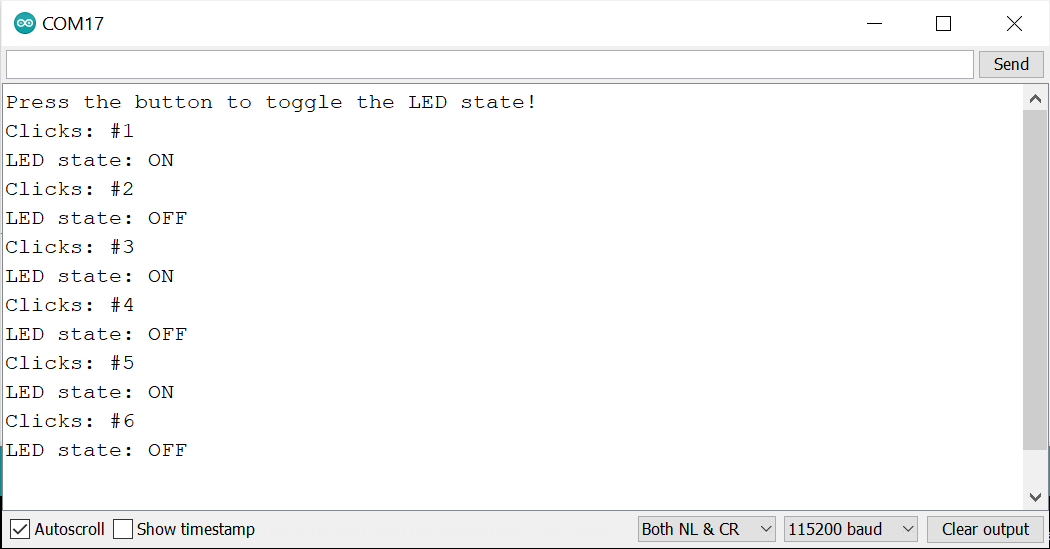 COM17
Send
Press the button to toggle the LED state!
Clicks: #1
LED state: ON
Clicks: #2
LED state: OFF
Clicks: #3
LED state: ON
Clicks: #4
LED state: OFF
Clicks: #5
LED state: ON
Clicks: #6
LED state: OFF
Autoscroll Show timestamp Both NL & CR 115200 baud Clear output